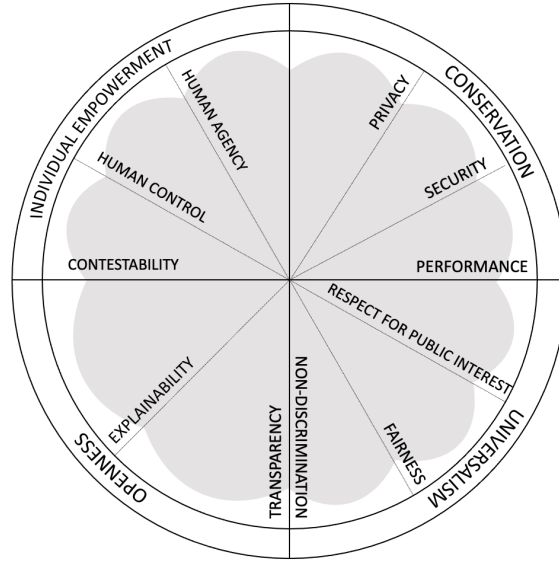 INDIVIDUAL EMPOWERMENT
CONSERVATION
HUMAN AGENCY
PRIVACY
HUMAN CONTROL
SECURITY
CONTESTABILITY
PERFORMANCE
RESPECT FOR PUBLIC INTEREST
EXPLAINABILITY
TRANSPARENCY
NON-DISCRIMINATION
FAIRNESS
OPENNESS
UNIVERSALISM